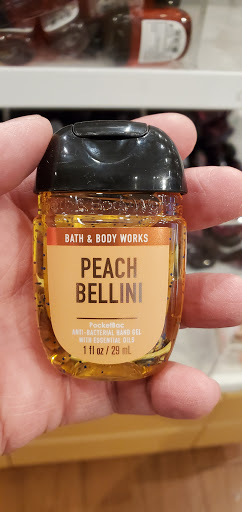 BATH & BODY WORKS
PEACH
BELLINI
PocketBac
ANTI-BACTERIAL HAND GEL
WITH ESSENTIAL OILS
1 fl oz / 29 mL